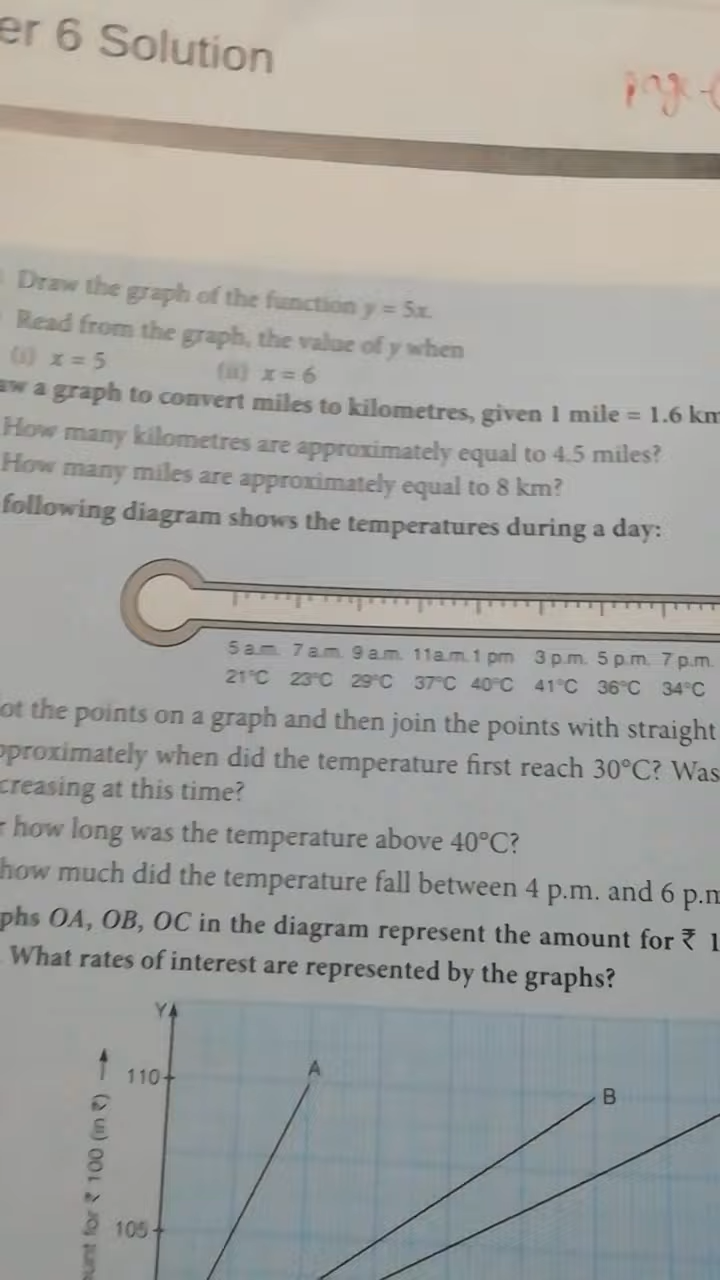 er 6 Solution
Draw the graph of the function y = 5x.
Read from the graph, the value of y when
(i) x = 5 (ii) x = 6
aw a graph to convert miles to kilometres, given 1 mile = 1.6 km
How many kilometres are approximately equal to 4.5 miles?
How many miles are approximately equal to 8 km?
following diagram shows the temperatures during a day:
5 a.m. 7 a.m. 9 a.m. 11a.m. 1 pm 3 p.m. 5 p.m. 7 p.m.
21°C 23°C 29°C 37°C 40°C 41°C 36°C 34°C
ot the points on a graph and then join the points with straight
pproximately when did the temperature first reach 30°C? Was
creasing at this time?
r how long was the temperature above 40°C?
how much did the temperature fall between 4 p.m. and 6 p.m
phs OA, OB, OC in the diagram represent the amount for ₹ 1
What rates of interest are represented by the graphs?
Y
A
110
B
105
unt for ₹ 100 (in ₹)